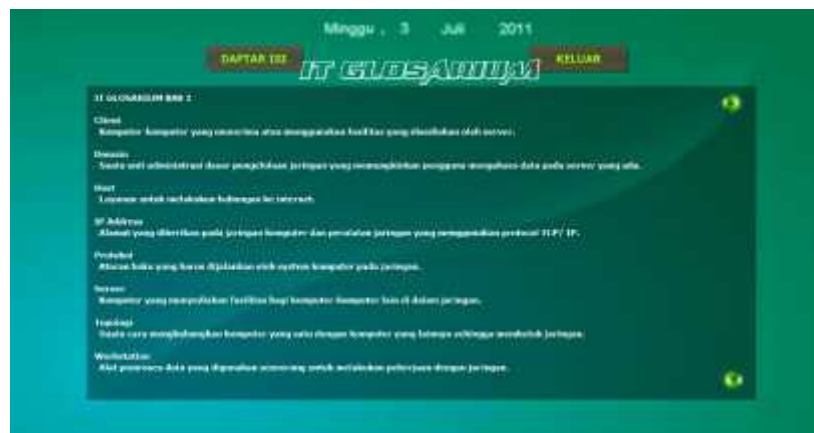 Minggu , 3 Juli 2011
DAFTAR ISI
IT GLOSARIUM
KELUAR
IT GLOSARIUM BAB 1
Client
Komputer-komputer yang menerima atau menggunakan fasilitas yang disediakan oleh server.
Domain
Suatu unit administrasi dasar pengelolaan jaringan yang memungkinkan pengguna mengakses data pada server yang ada.
Host
Layanan untuk melakukan hubungan ke internet.
IP Address
Alamat yang diberikan pada jaringan komputer dan peralatan jaringan yang menggunakan protocol TCP/ IP.
Protokol
Aturan baku yang harus dijalankan oleh system komputer pada jaringan.
Server
Komputer yang menyediakan fasilitas bagi komputer-komputer lain di dalam jaringan.
Topologi
Suatu cara menghubungkan komputer yang satu dengan komputer yang lainnya sehingga membentuk jaringan.
Workstation
Alat pemroses data yang digunakan seseorang untuk melakukan pekerjaan dengan jaringan.